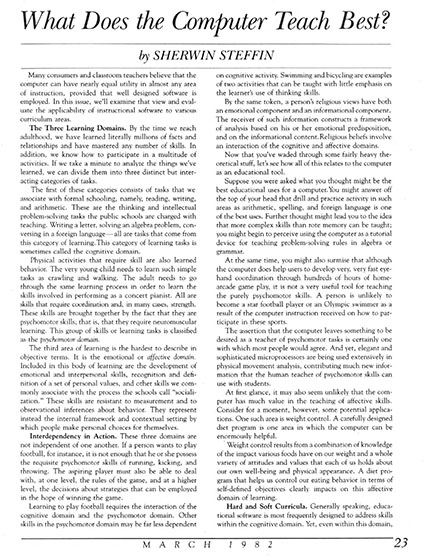 What Does the Computer Teach Best?
by SHERWIN STEFFIN
Many consumers and classroom teachers believe that the
computer can have nearly equal utility in almost any area
of instruction, provided that well designed software is
employed. In this issue, we'll examine that view and eval-
uate the applicability of instructional software to various
curriculum areas.
The Three Learning Domains. By the time we reach
adulthood, we have learned literally millions of facts and
relationships and have mastered any number of skills. In
addition, we know how to participate in a multitude of
activities. If we take a minute to analyze the things we've
learned, we can divide them into three distinct but inter-
acting categories of tasks.
The first of these categories consists of tasks that we
associate with formal schooling, namely, reading, writing,
and arithmetic. These are the thinking and intellectual
problem-solving tasks the public schools are charged with
teaching. Writing a letter, solving an algebra problem, con-
versing in a foreign language—all are tasks that come from
this category of learning. This category of learning tasks is
sometimes called the cognitive domain.
Physical activities that require skill are also learned
behavior. The very young child needs to learn such simple
tasks as crawling and walking. The adult needs to go
through the same learning process in order to learn the
skills involved in performing as a concert pianist. All are
skills that require coordination and, in many cases, strength.
These skills are brought together by the fact that they are
psychomotor skills; that is, that they require neuromuscular
learning. This group of skills or learning tasks is classified
as the psychomotor domain.
The third area of learning is the hardest to describe in
objective terms. It is the emotional or affective domain.
Included in this body of learning are the development of
emotional and interpersonal skills, recognition and defi-
nition of a set of personal values, and other skills we com-
monly associate with the process the schools call "sociali-
zation." These skills are resistant to measurement and to
observational inferences about behavior. They represent
instead the internal framework and contextual setting by
which people make personal choices for themselves.
Interdependency in Action. These three domains are
not independent of one another. If a person wants to play
football, for instance, it is not enough that he or she possess
the requisite psychomotor skills of running, kicking, and
throwing. The aspiring player must also be able to deal
with, at one level, the rules of the game, and at a higher
level, the decisions about strategies that can be employed
in the hope of winning the game.
Learning to play football requires the interaction of the
cognitive domain and the psychomotor domain. Other
skills in the psychomotor domain may be far less dependent
on cognitive activity. Swimming and bicycling are examples
of two activities that can be taught with little emphasis on
the learner's use of thinking skills.
By the same token, a person's religious views have both
an emotional component and an informational component.
The receiver of such information constructs a framework
of analysis based on his or her emotional predisposition,
and on the informational content. Religious beliefs involve
an interaction of the cognitive and affective domains.
Now that you've waded through some fairly heavy the-
oretical stuff, let's see how all of this relates to the computer
as an educational tool.
Suppose you were asked what you thought might be the
best educational uses for a computer. You might answer off
the top of your head that drill and practice activity in such
areas as arithmetic, spelling, and foreign language is one
of the best uses. Further thought might lead you to the idea
that more complex skills than rote memory can be taught;
you might begin to perceive using the computer as a tutorial
device for teaching problem-solving rules in algebra or
grammar.
At the same time, you might also surmise that although
the computer does help users to develop very, very fast eye-
hand coordination through hundreds of hours of home-
arcade game play, it is not a very useful tool for teaching
the purely psychomotor skills. A person is unlikely to
become a star football player or an Olympic swimmer as a
result of the computer instruction received on how to par-
ticipate in these sports.
The assertion that the computer leaves something to be
desired as a teacher of psychomotor tasks is certainly one
with which most people would agree. And yet, elegant and
sophisticated microprocessors are being used extensively in
physical movement analysis, contributing much new infor-
mation that the human teacher of psychomotor skills can
use with students.
At first glance, it may also seem unlikely that the com-
puter has much value in the teaching of affective skills.
Consider for a moment, however, some potential applica-
tions. One such area is weight control. A carefully designed
diet program is one area in which the computer can be
enormously helpful.
Weight control results from a combination of knowledge
of the impact various foods have on our weight and a whole
variety of attitudes and values that each of us holds about
our own well-being and physical appearance. A diet pro-
gram that helps us control our eating behavior in terms of
self-defined objectives clearly impacts on this affective
domain of learning.
Hard and Soft Curricula. Generally speaking, educa-
tional software is most frequently designed to address skills
within the cognitive domain. Yet, even within this domain,
MARCH 1982 23